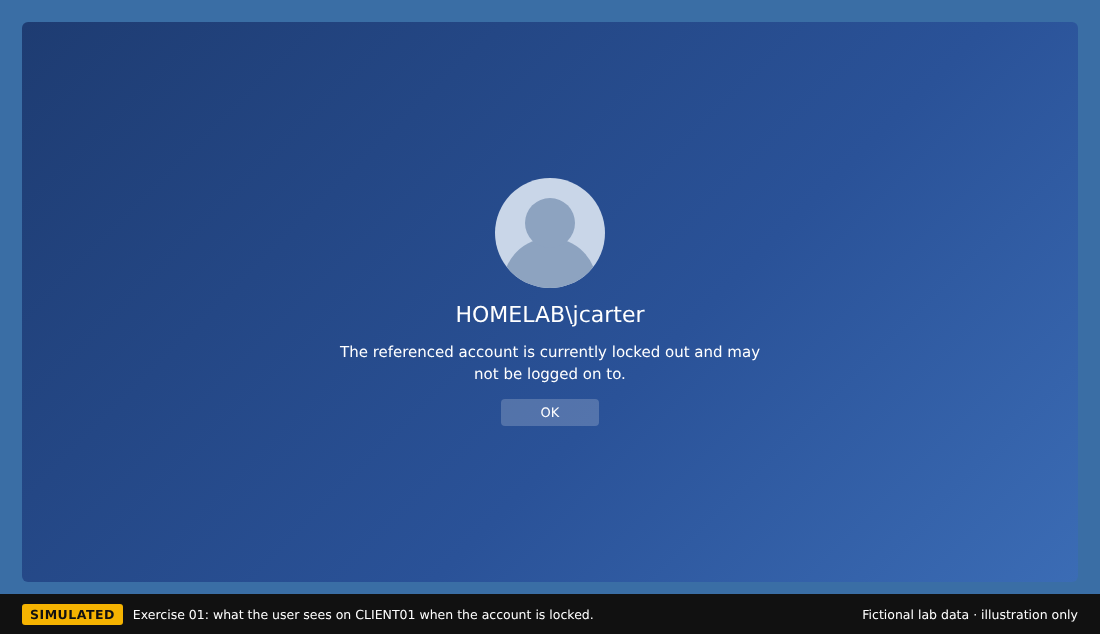 HOMELAB\jcarter
The referenced account is currently locked out and may
not be logged on to.
OK
SIMULATED Exercise 01: what the user sees on CLIENT01 when the account is locked. Fictional lab data · illustration only